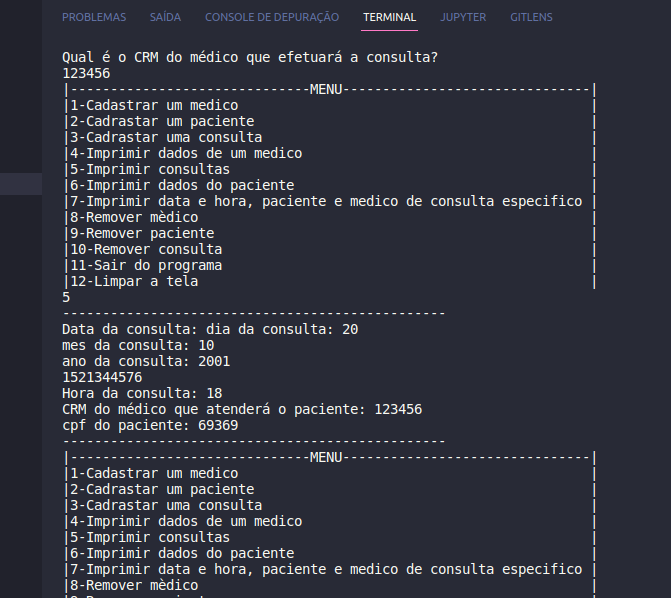 PROBLEMAS SAÍDA CONSOLE DE DEPURAÇÃO TERMINAL JUPYTER GITLENS
Qual é o CRM do médico que efetuará a consulta?
123456
|------------------------------MENU-------------------------------|
|1-Cadastrar um medico |
|2-Cadrastar um paciente |
|3-Cadrastar uma consulta |
|4-Imprimir dados de um medico |
|5-Imprimir consultas |
|6-Imprimir dados do paciente |
|7-Imprimir data e hora, paciente e medico de consulta especifico |
|8-Remover mèdico |
|9-Remover paciente |
|10-Remover consulta |
|11-Sair do programa |
|12-Limpar a tela |
5
------------------------------------------------
Data da consulta: dia da consulta: 20
mes da consulta: 10
ano da consulta: 2001
1521344576
Hora da consulta: 18
CRM do médico que atenderá o paciente: 123456
cpf do paciente: 69369
------------------------------------------------
|------------------------------MENU-------------------------------|
|1-Cadastrar um medico |
|2-Cadastrar um paciente |
|3-Cadastrar uma consulta |
|4-Imprimir dados de um medico |
|5-Imprimir consultas |
|6-Imprimir dados do paciente |
|7-Imprimir data e hora, paciente e medico de consulta especifico |
|8-Remover mèdico |